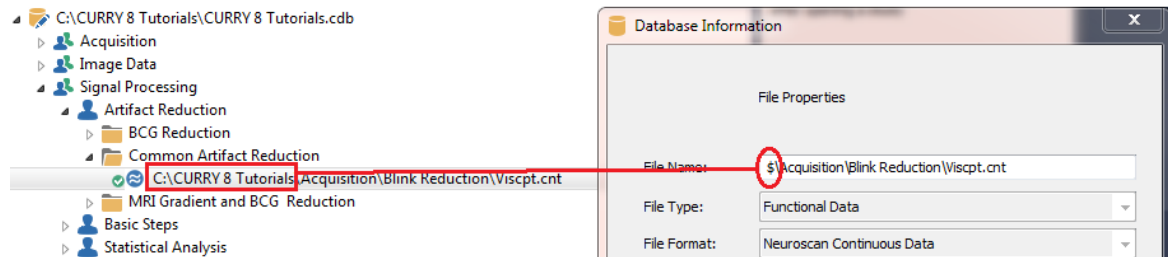 C:\CURRY 8 Tutorials\CURRY 8 Tutorials.cdb
Acquisition
Image Data
Signal Processing
Artifact Reduction
BCG Reduction
Common Artifact Reduction
C:\CURRY 8 Tutorials\Acquisition\Blink Reduction\Viscpt.cnt
MRI Gradient and BCG Reduction
Basic Steps
Statistical Analysis
Database Information
x
File Properties
File Name: $\Acquisition\Blink Reduction\Viscpt.cnt
File Type: Functional Data
File Format: Neuroscan Continuous Data